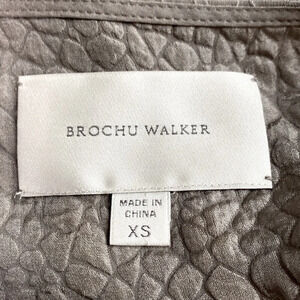 BROCHU WALKER
MADE IN
CHINA
XS